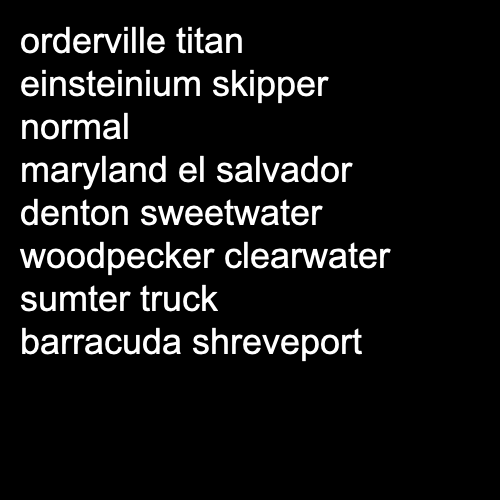 orderville titan
einsteinium skipper
normal
maryland el salvador
denton sweetwater
woodpecker clearwater
sumter truck
barracuda shreveport